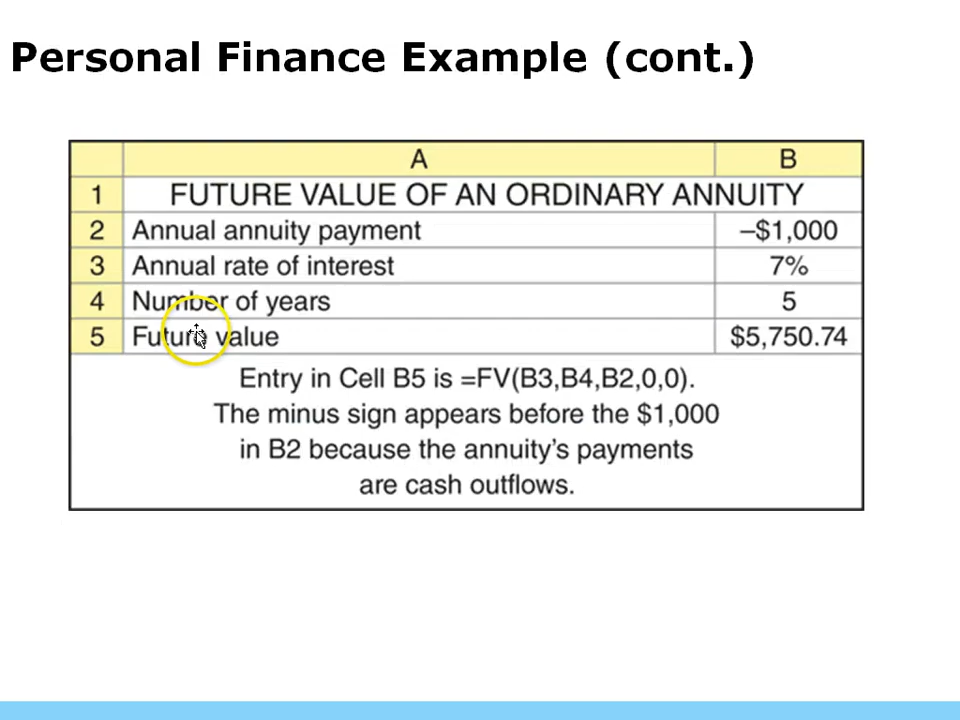 Personal Finance Example (cont.)
A B
1 FUTURE VALUE OF AN ORDINARY ANNUITY
2 Annual annuity payment –$1,000
3 Annual rate of interest 7%
4 Number of years 5
5 Future value $5,750.74
Entry in Cell B5 is =FV(B3,B4,B2,0,0).
The minus sign appears before the $1,000
in B2 because the annuity's payments
are cash outflows.